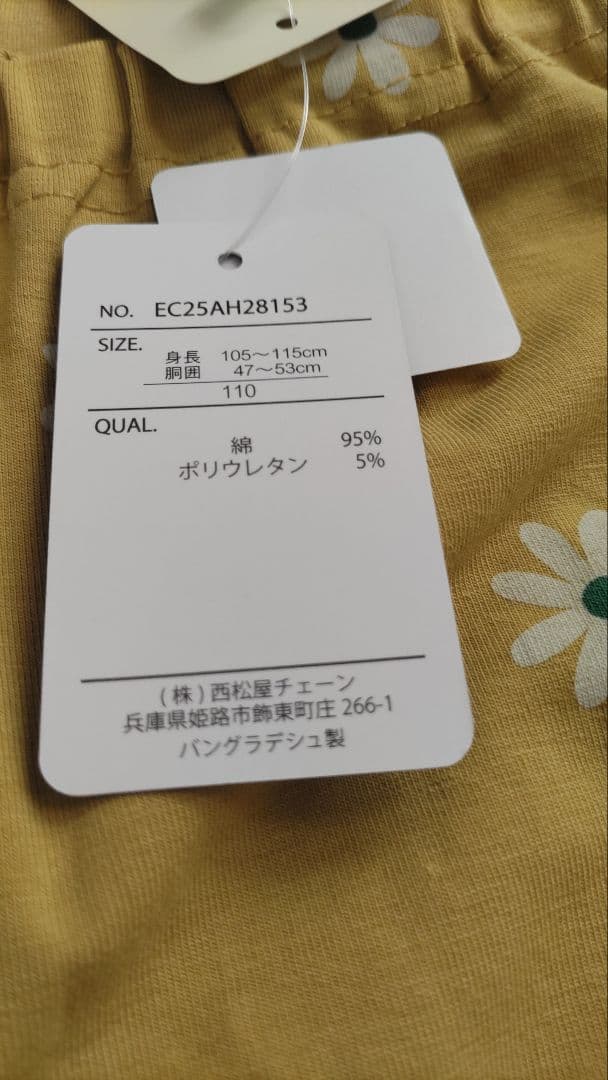 NO. EC25AH28153
SIZE.
身長 105～115cm
胴囲 47～53cm
110
QUAL.
綿 95%
ポリウレタン 5%
(株)西松屋チェーン
兵庫県姫路市飾東町庄 266-1
バングラデシュ製